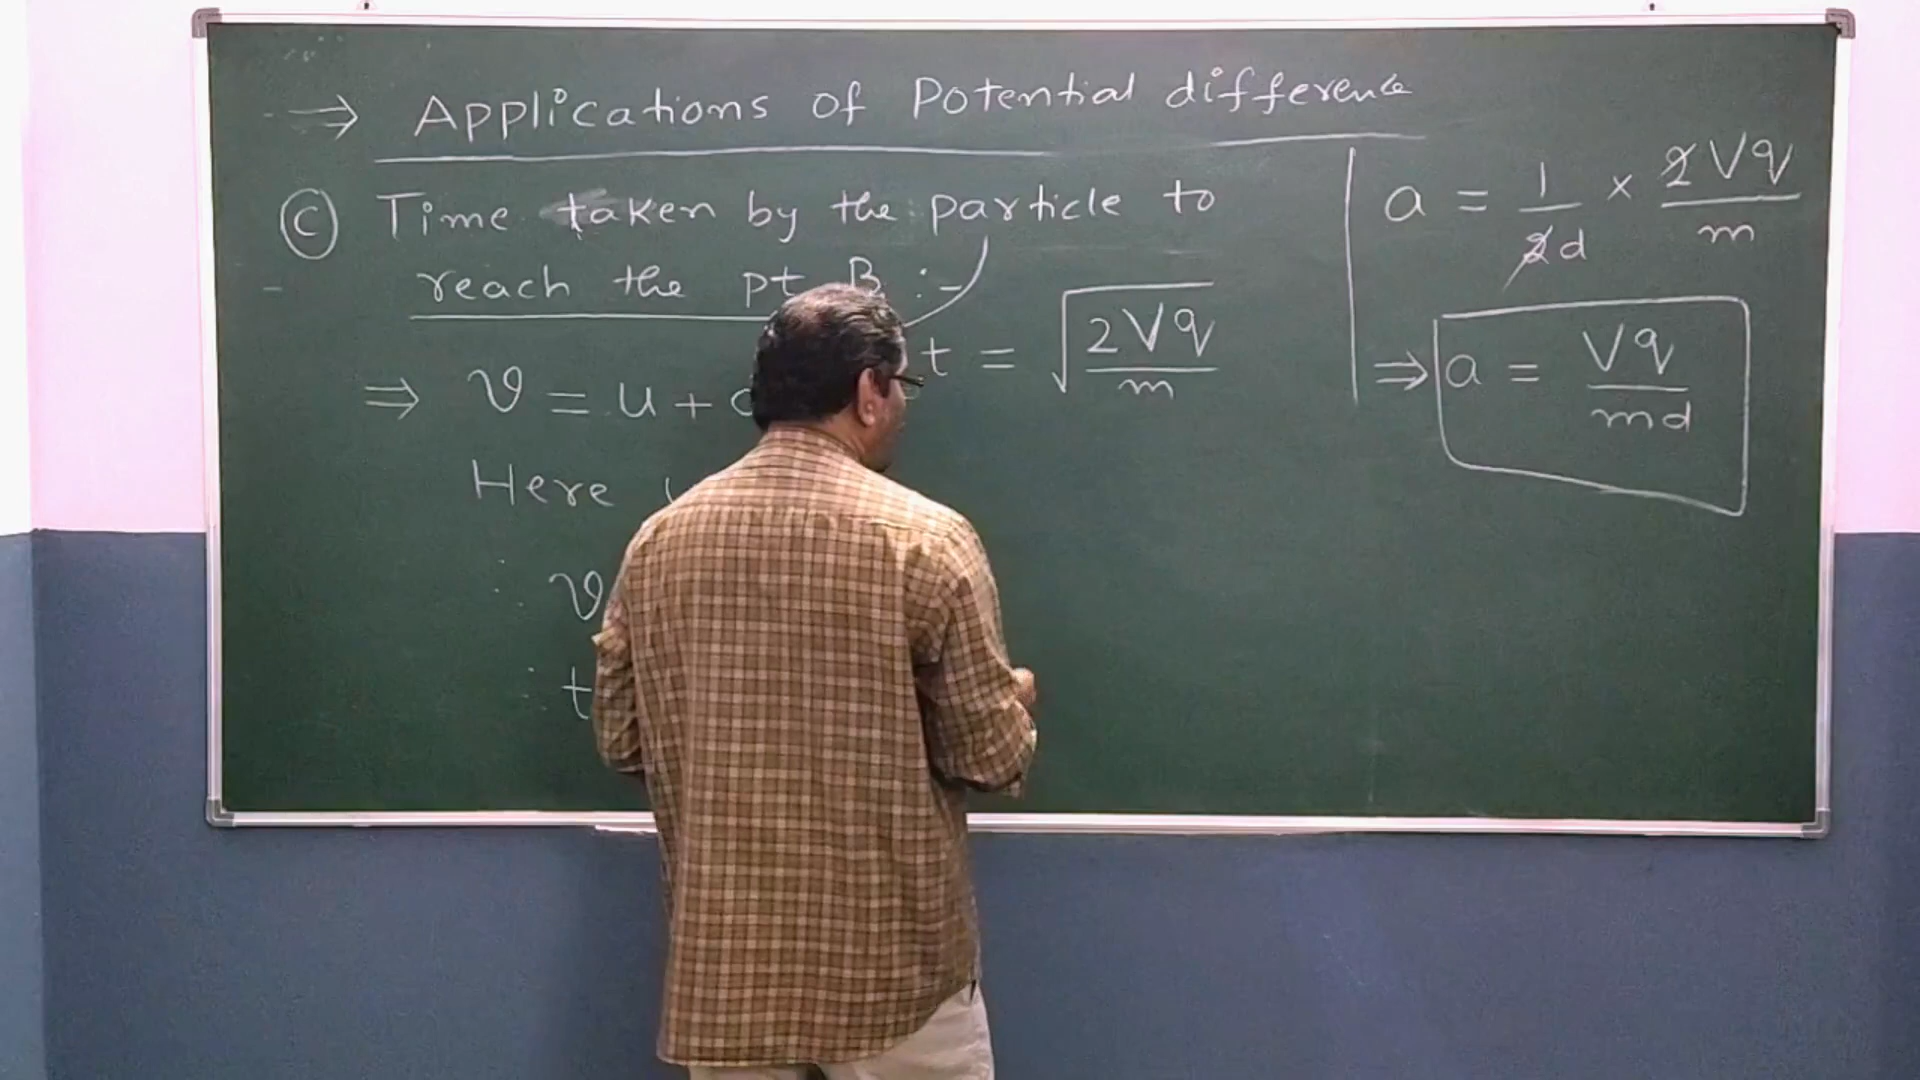 ⇒ Applications of Potential difference
Ⓒ Time taken by the particle to
reach the pt B :-
⇒ v = u + a
t = √(2Vq/m)
Here
∴ v
∴ t
a = 1/2d × 2Vq/m
⇒ a = Vq/md